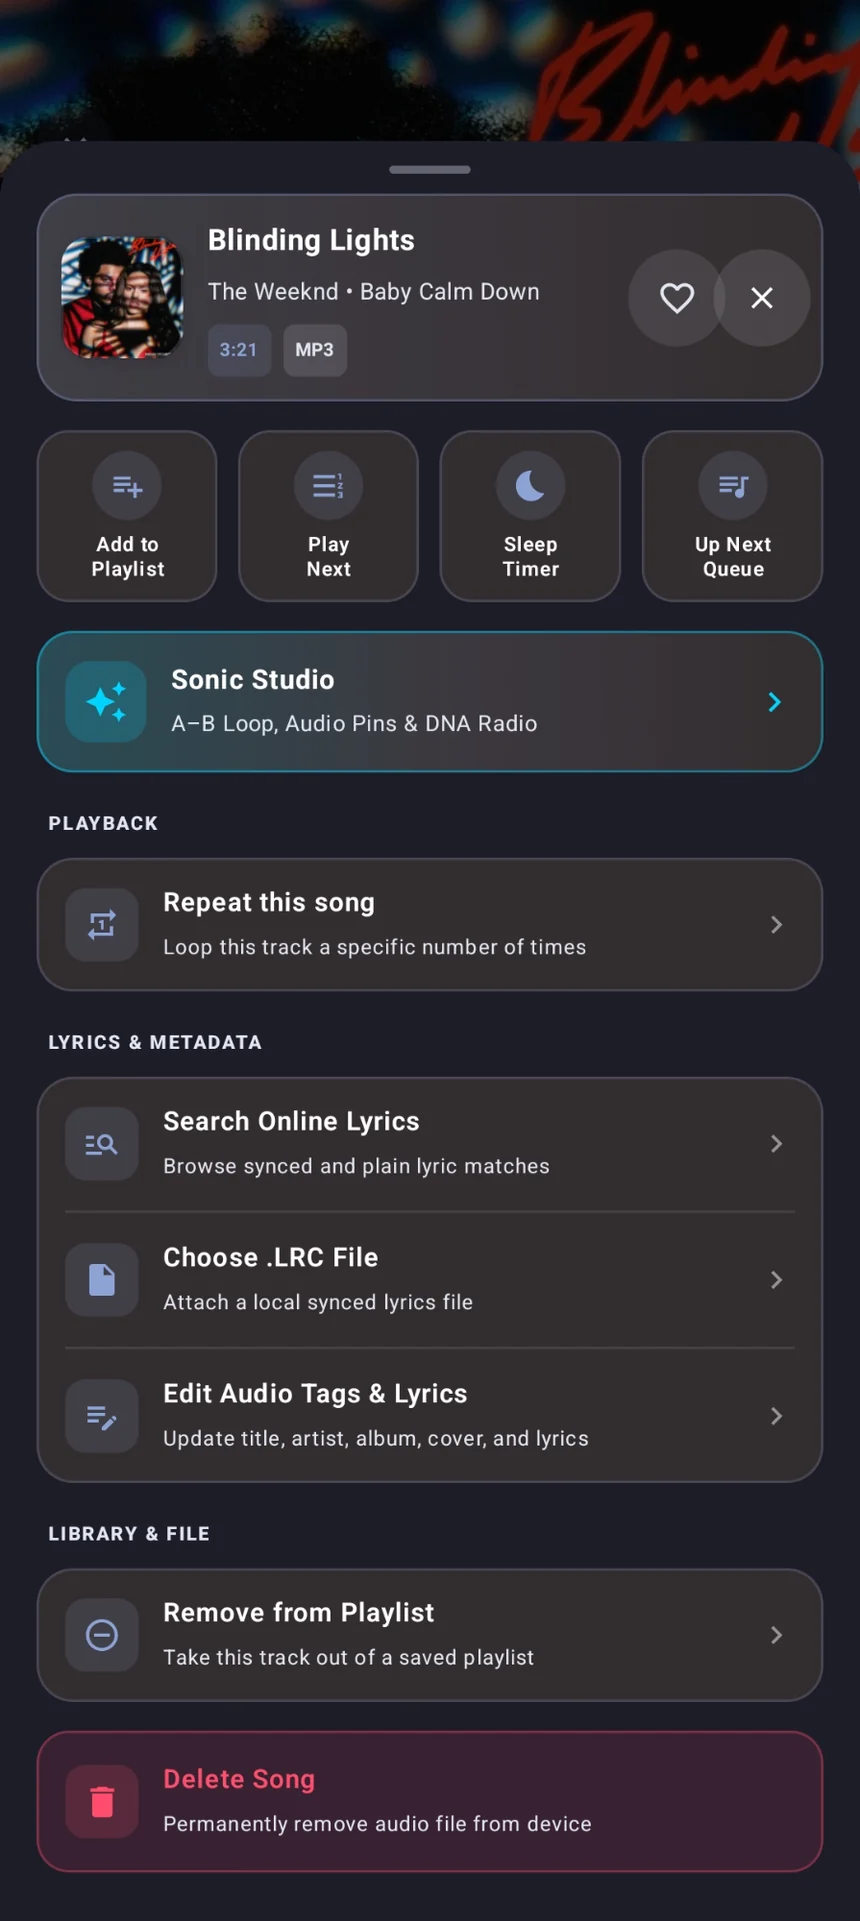 Blinding
Blinding Lights
The Weeknd • Baby Calm Down
3:21
MP3
Add to
Playlist
Play
Next
Sleep
Timer
Up Next
Queue
Sonic Studio
A–B Loop, Audio Pins & DNA Radio
PLAYBACK
Repeat this song
Loop this track a specific number of times
LYRICS & METADATA
Search Online Lyrics
Browse synced and plain lyric matches
Choose .LRC File
Attach a local synced lyrics file
Edit Audio Tags & Lyrics
Update title, artist, album, cover, and lyrics
LIBRARY & FILE
Remove from Playlist
Take this track out of a saved playlist
Delete Song
Permanently remove audio file from device